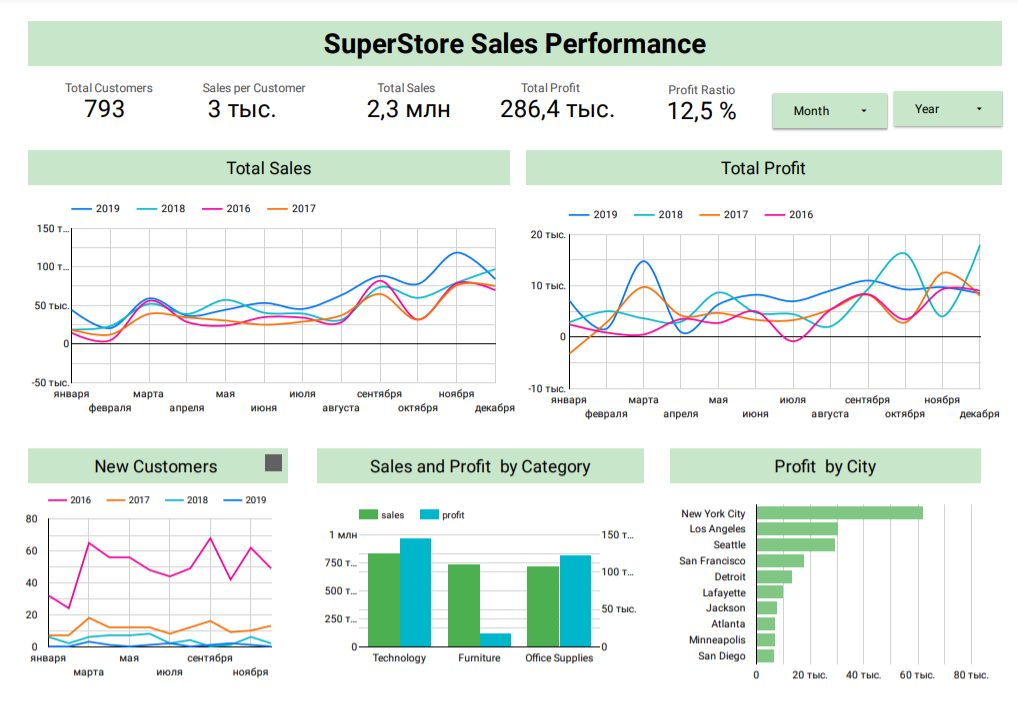 SuperStore Sales Performance
Total Customers
793
Sales per Customer
3 тыс.
Total Sales
2,3 млн
Total Profit
286,4 тыс.
Profit Rastio
12,5 %
Month
Year
Total Sales
2019 2018 2016 2017
150 т...
100 т...
50 тыс.
0
-50 тыс.
января марта мая июля сентября ноября
февраля апреля июня августа октября декабря
Total Profit
2019 2018 2017 2016
20 тыс.
10 тыс.
0
-10 тыс.
января марта мая июля сентября ноября
февраля апреля июня августа октября декабря
New Customers
2016 2017 2018 2019
80
60
40
20
0
января мая сентября
марта июля ноября
Sales and Profit by Category
sales profit
1 млн 150 т...
750 т...
100 т...
500 т...
50 тыс.
250 т...
0 0
Technology Furniture Office Supplies
Profit by City
New York City
Los Angeles
Seattle
San Francisco
Detroit
Lafayette
Jackson
Atlanta
Minneapolis
San Diego
0 20 тыс. 40 тыс. 60 тыс. 80 тыс.